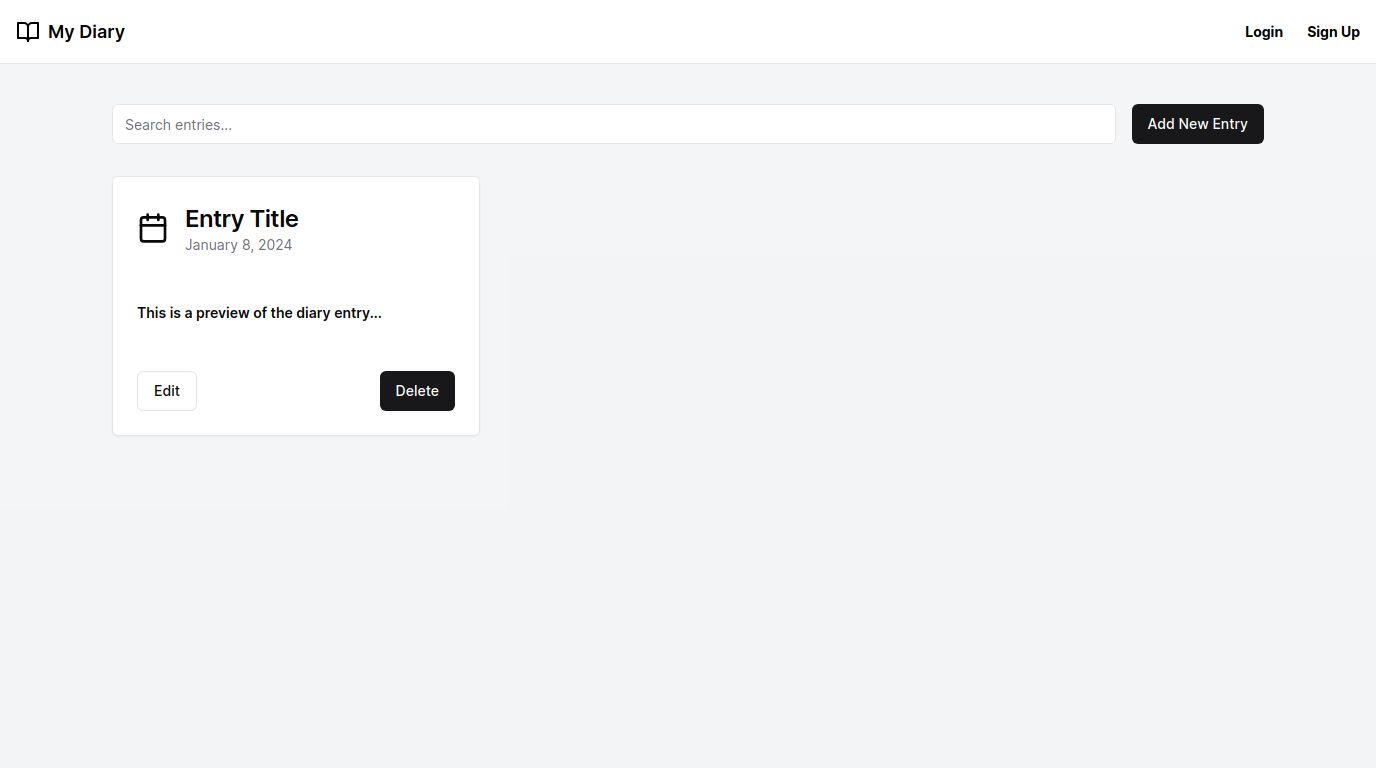 My Diary
Login
Sign Up
Search entries...
Add New Entry
Entry Title
January 8, 2024
This is a preview of the diary entry...
Edit
Delete